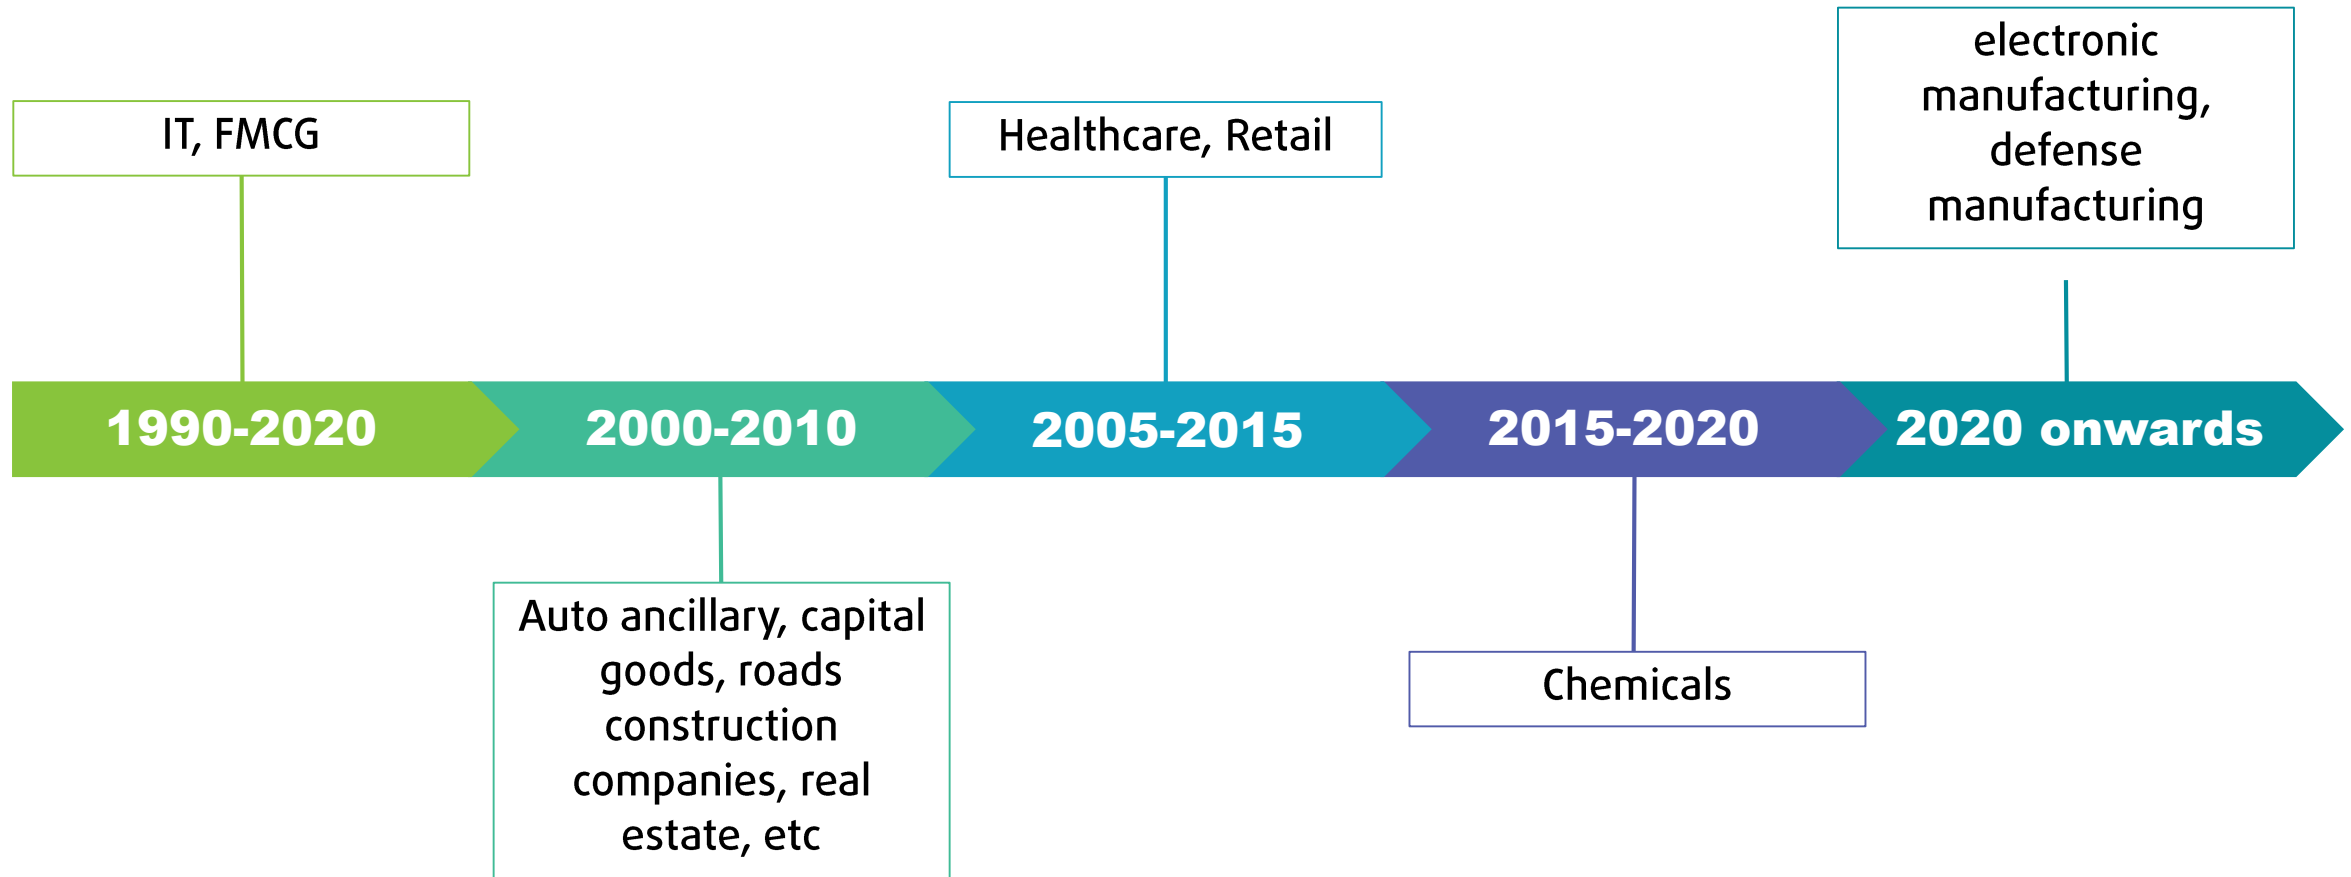 electronic
manufacturing,
defense
manufacturing
IT, FMCG
Healthcare, Retail
1990-2020
2000-2010
2005-2015
2015-2020
2020 onwards
Auto ancillary, capital
goods, roads
construction
companies, real
estate, etc
Chemicals